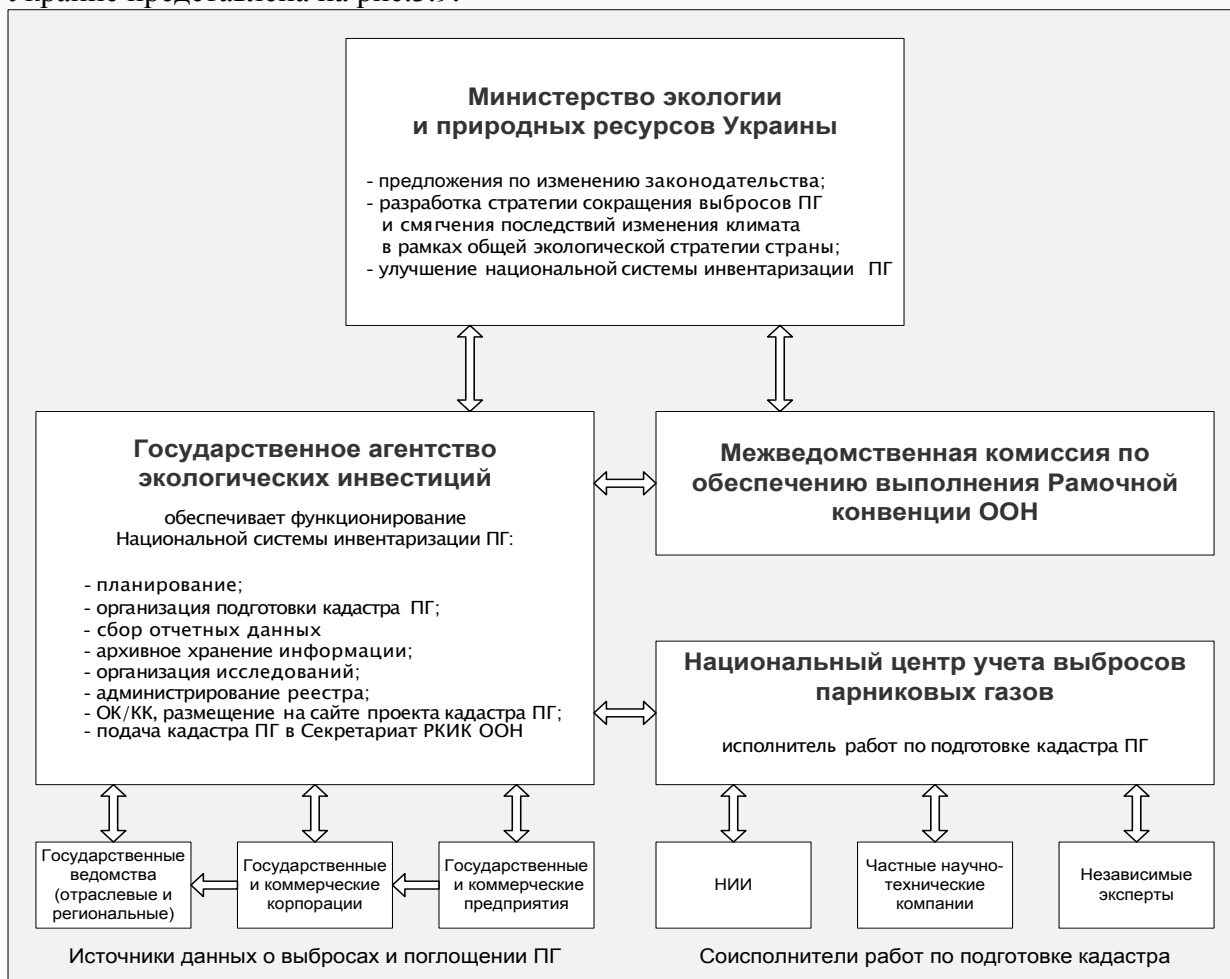 Украине представлена на рис.3.9.
Министерство экологии
и природных ресурсов Украины
- предложения по изменению законодательства;
- разработка стратегии сокращения выбросов ПГ
и смягчения последствий изменения климата
в рамках общей экологической стратегии страны;
- улучшение национальной системы инвентаризации ПГ
Государственное агентство
экологических инвестиций
обеспечивает функционирование
Национальной системы инвентаризации ПГ:
- планирование;
- организация подготовки кадастра ПГ;
- сбор отчетных данных
- архивное хранение информации;
- организация исследований;
- администрирование реестра;
- ОК/КК, размещение на сайте проекта кадастра ПГ;
- подача кадастра ПГ в Секретариат РКИК ООН
Межведомственная комиссия по
обеспечению выполнения Рамочной
конвенции ООН
Национальный центр учета выбросов
парниковых газов
исполнитель работ по подготовке кадастра ПГ
Государственные
ведомства
(отраслевые и
региональные)
Государственные
и коммерческие
корпорации
Государственные
и коммерческие
предприятия
НИИ
Частные научно-
технические
компании
Независимые
эксперты
Источники данных о выбросах и поглощении ПГ
Соисполнители работ по подготовке кадастра